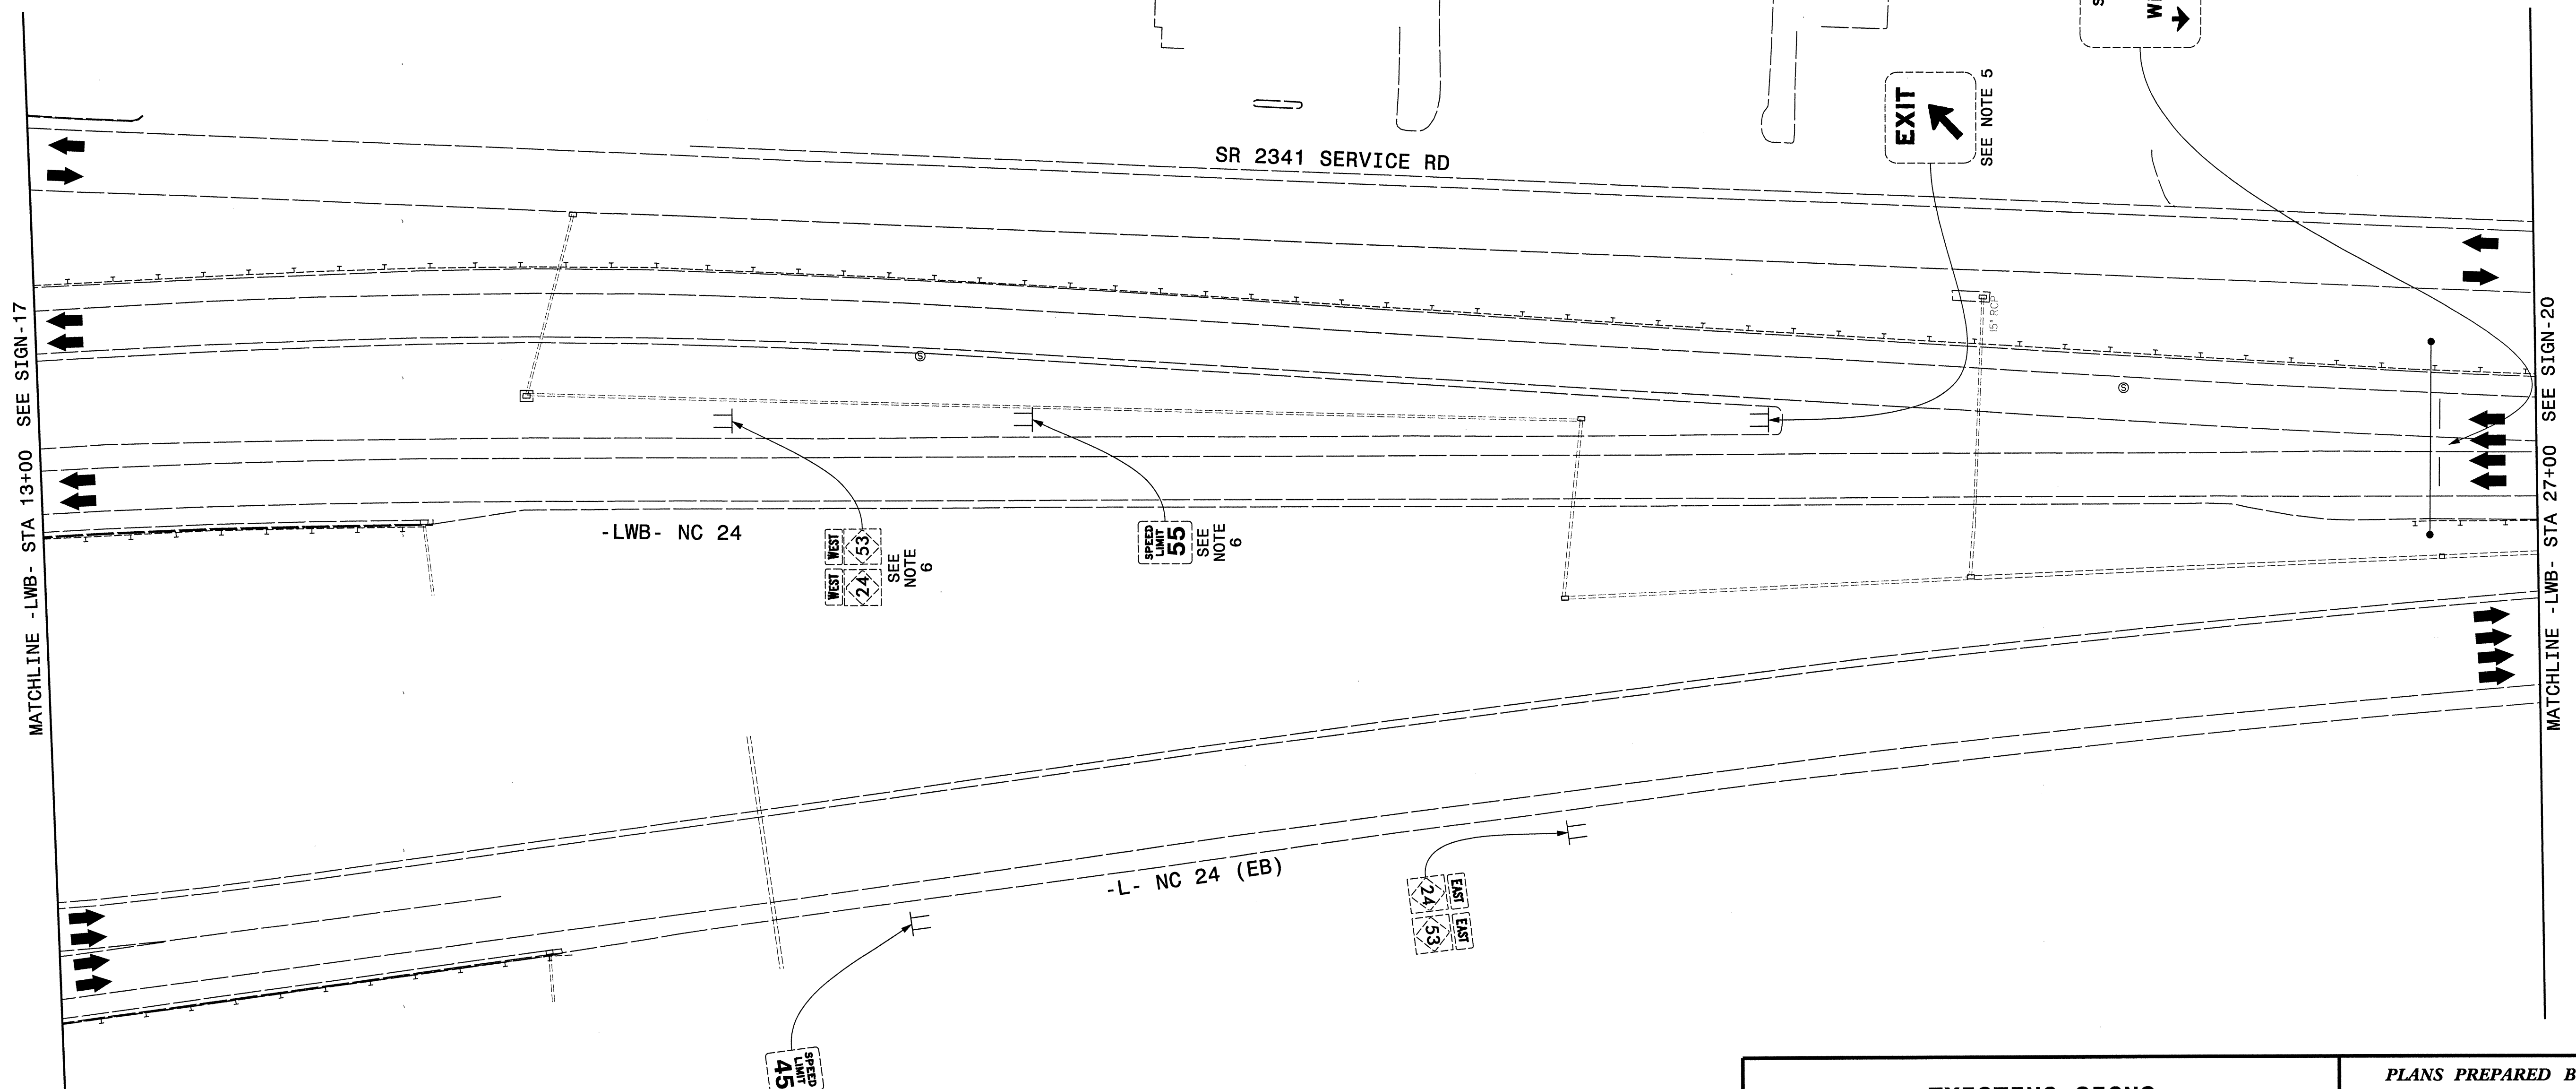 EXIT
SEE NOTE 5
SR 2341 SERVICE RD
15" RCP
MATCHLINE -LWB- STA 13+00 SEE SIGN-17
MATCHLINE -LWB- STA 27+00 SEE SIGN-20
-LWB- NC 24
WEST
24
WEST
53
SEE
NOTE
6
SPEED
LIMIT
55
SEE
NOTE
6
S
S
-L- NC 24 (EB)
EAST
24
EAST
53
SPEED
LIMIT
45
PLANS PREPARED B